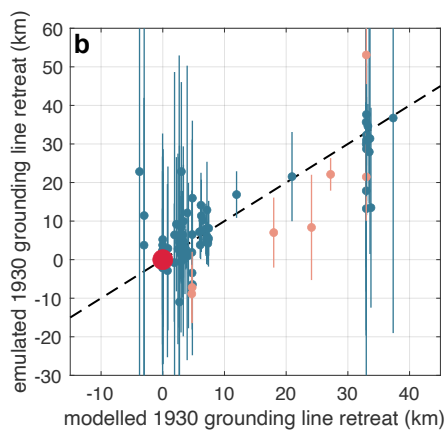 b
60
50
40
30
20
10
0
-10
-20
-30
emulated 1930 grounding line retreat (km)
-10 0 10 20 30 40
modelled 1930 grounding line retreat (km)